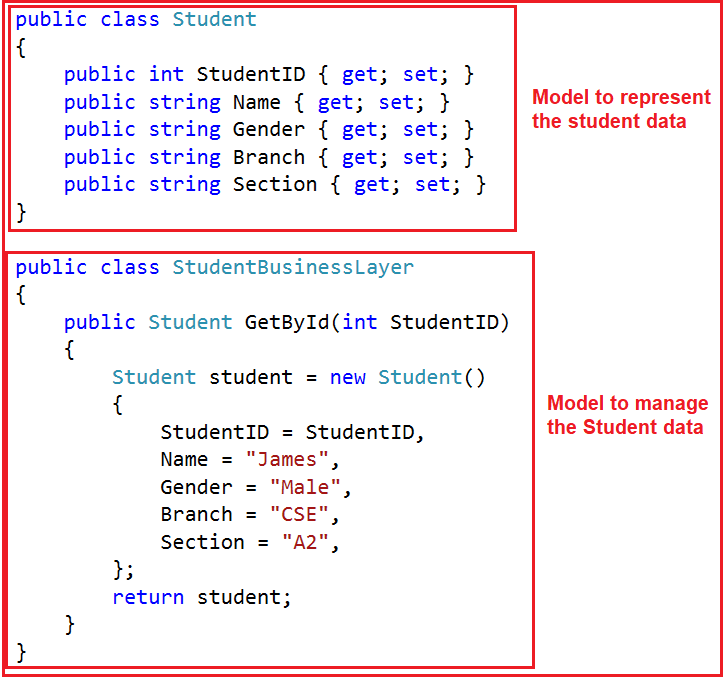 public class Student
{
    public int StudentID { get; set; }
    public string Name { get; set; }
    public string Gender { get; set; }
    public string Branch { get; set; }
    public string Section { get; set; }
}
Model to represent
the student data
public class StudentBusinessLayer
{
    public Student GetById(int StudentID)
    {
        Student student = new Student()
        {
            StudentID = StudentID,
            Name = "James",
            Gender = "Male",
            Branch = "CSE",
            Section = "A2",
        };
        return student;
    }
}
Model to manage
the Student data